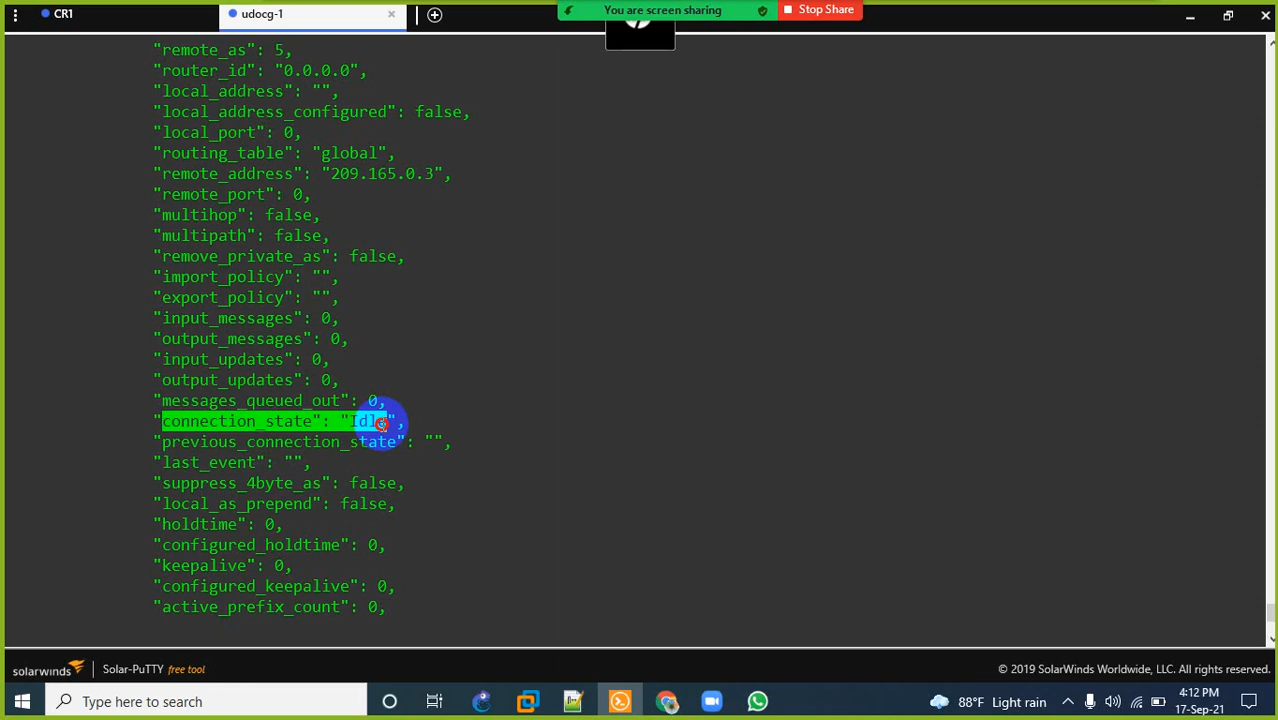 CR1
udocg-1
You are screen sharing
Stop Share
"remote_as": 5,
"router_id": "0.0.0.0",
"local_address": "",
"local_address_configured": false,
"local_port": 0,
"routing_table": "global",
"remote_address": "209.165.0.3",
"remote_port": 0,
"multihop": false,
"multipath": false,
"remove_private_as": false,
"import_policy": "",
"export_policy": "",
"input_messages": 0,
"output_messages": 0,
"input_updates": 0,
"output_updates": 0,
"messages_queued_out": 0,
"connection_state": "Idle",
"previous_connection_state": "",
"last_event": "",
"suppress_4byte_as": false,
"local_as_prepend": false,
"holdtime": 0,
"configured_holdtime": 0,
"keepalive": 0,
"configured_keepalive": 0,
"active_prefix_count": 0,
solarwinds Solar-PuTTY free tool
© 2019 SolarWinds Worldwide, LLC. All rights reserved.
Type here to search
88°F Light rain
4:12 PM
17-Sep-21